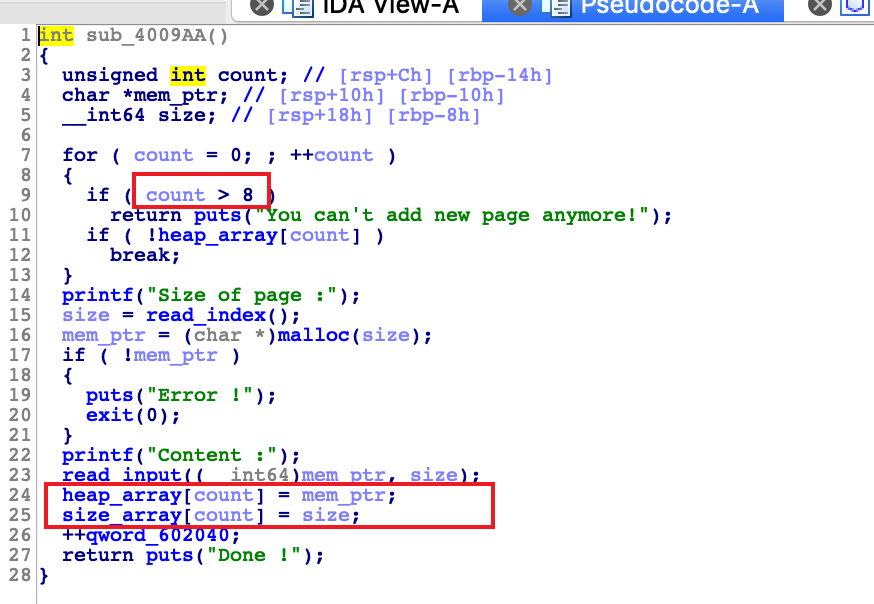 IDA View-A Pseudocode-A
1 int sub_4009AA()
2 {
3 unsigned int count; // [rsp+Ch] [rbp-14h]
4 char *mem_ptr; // [rsp+10h] [rbp-10h]
5 __int64 size; // [rsp+18h] [rbp-8h]
6
7 for ( count = 0; ; ++count )
8 {
9 if ( count > 8 )
10 return puts("You can't add new page anymore!");
11 if ( !heap_array[count] )
12 break;
13 }
14 printf("Size of page :");
15 size = read_index();
16 mem_ptr = (char *)malloc(size);
17 if ( !mem_ptr )
18 {
19 puts("Error !");
20 exit(0);
21 }
22 printf("Content :");
23 read_input((__int64)mem_ptr, size);
24 heap_array[count] = mem_ptr;
25 size_array[count] = size;
26 ++qword_602040;
27 return puts("Done !");
28 }